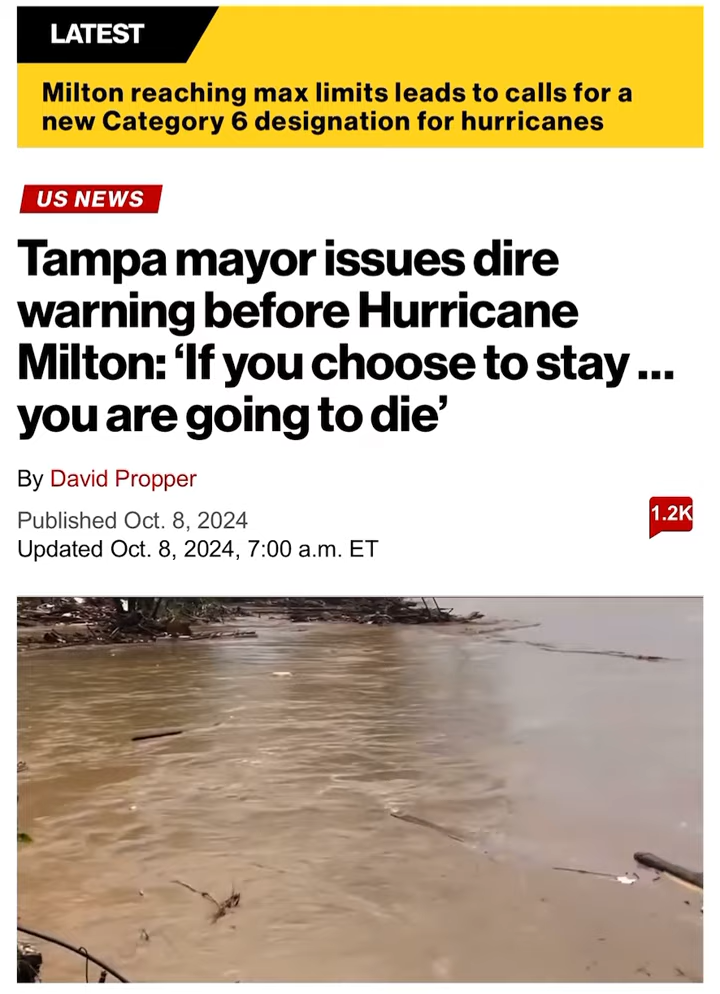 LATEST
Milton reaching max limits leads to calls for a
new Category 6 designation for hurricanes
US NEWS
Tampa mayor issues dire
warning before Hurricane
Milton: ‘If you choose to stay ...
you are going to die’
By David Propper
Published Oct. 8, 2024
1.2K
Updated Oct. 8, 2024, 7:00 a.m. ET